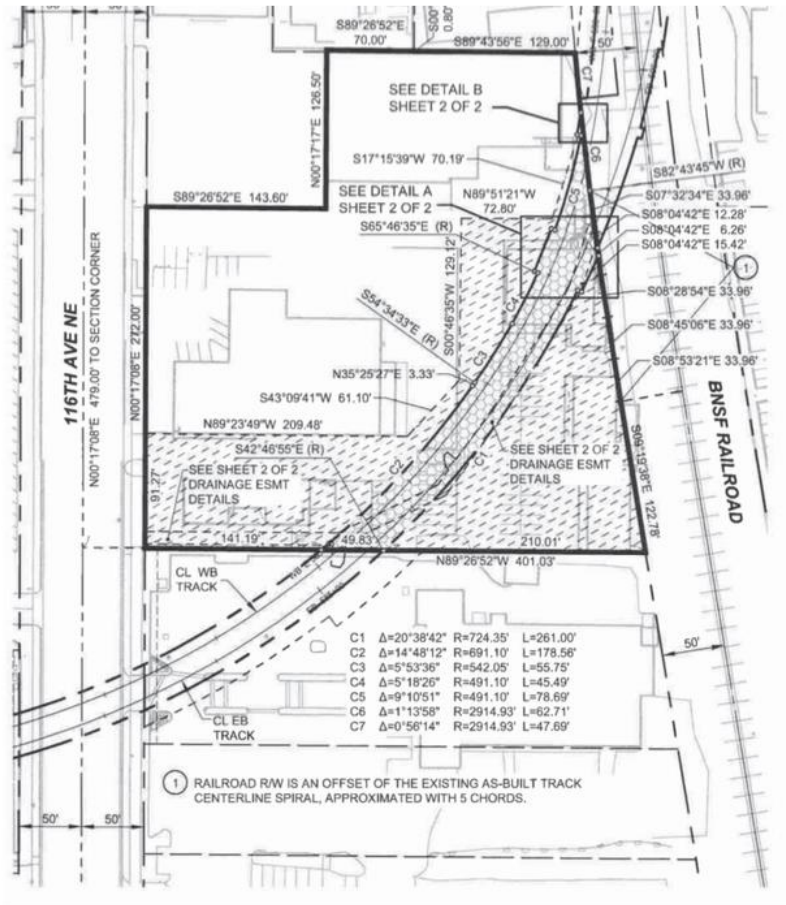 50'
50'
S89°26'52"E
70.00'
S00°
0.80'
S89°43'56"E 129.00'
50'
C7
SEE DETAIL B
SHEET 2 OF 2
N00°17'17"E 126.50'
C6
S17°15'39"W 70.19'
S82°43'45"W (R)
S89°26'52"E 143.60'
SEE DETAIL A
SHEET 2 OF 2
N89°51'21"W
72.80'
C5
S07°32'34"E 33.96'
S08°04'42"E 12.28'
S65°46'35"E (R)
S08°04'42"E 6.26'
S08°04'42"E 15.42'
1
S00°46'35"W 129.12'
S08°28'54"E 33.96'
116TH AVE NE
N00°17'08"E 479.00' TO SECTION CORNER
N00°17'08"E 272.00'
S54°34'33"E (R)
C4
S08°45'06"E 33.96'
C3
S08°53'21"E 33.96'
N35°25'27"E 3.33'
S43°09'41"W 61.10'
BNSF RAILROAD
N89°23'49"W 209.48'
S42°46'55"E (R)
SEE SHEET 2 OF 2
DRAINAGE ESMT
DETAILS
S09°19'38"E 122.78'
C2
C1
SEE SHEET 2 OF 2
DRAINAGE ESMT
DETAILS
91.27'
141.19'
49.83'
210.01'
N89°26'52"W 401.03'
CL WB
TRACK
WB
C1 Δ=20°38'42" R=724.35' L=261.00'
C2 Δ=14°48'12" R=691.10' L=178.56'
C3 Δ=5°53'36" R=542.05' L=55.75'
C4 Δ=5°18'26" R=491.10' L=45.49'
C5 Δ=9°10'51" R=491.10' L=78.69'
C6 Δ=1°13'58" R=2914.93' L=62.71'
C7 Δ=0°56'14" R=2914.93' L=47.69'
50'
CL EB
TRACK
1 RAILROAD R/W IS AN OFFSET OF THE EXISTING AS-BUILT TRACK
CENTERLINE SPIRAL, APPROXIMATED WITH 5 CHORDS.
50'
50'